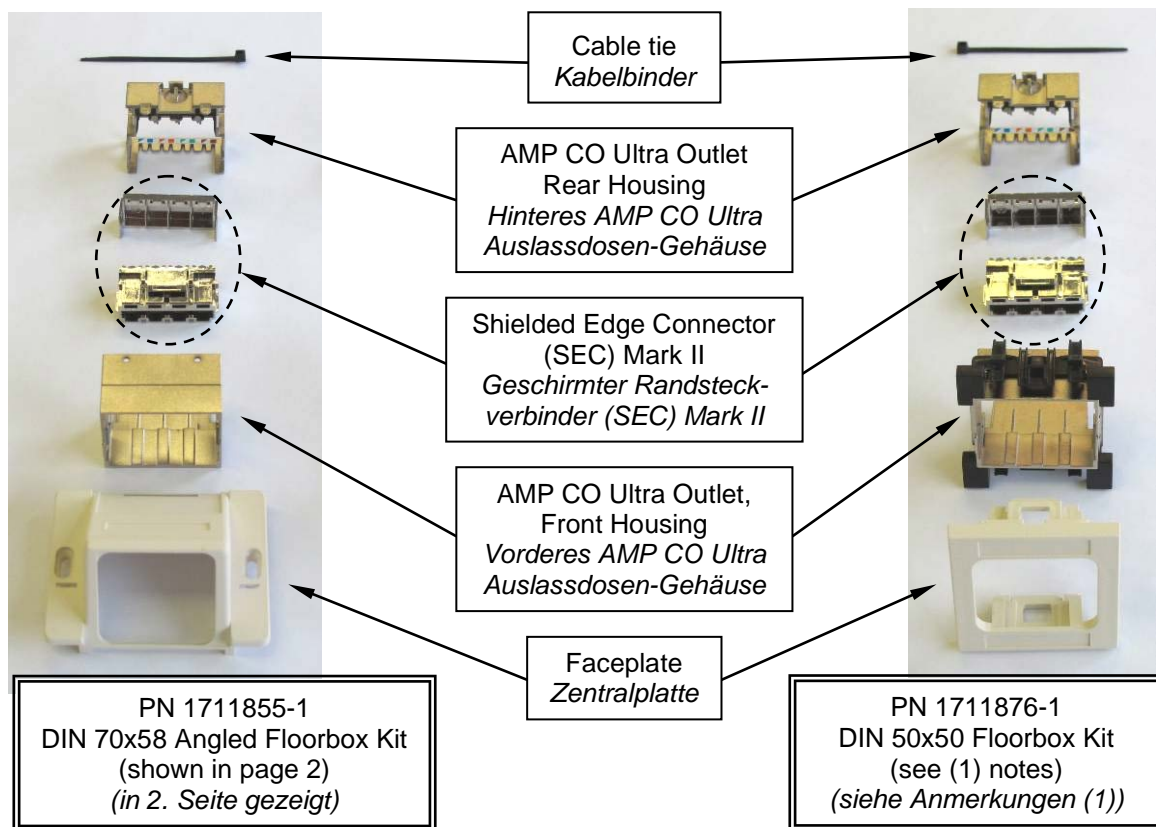 Cable tie
Kabelbinder
AMP CO Ultra Outlet
Rear Housing
Hinteres AMP CO Ultra
Auslassdosen-Gehäuse
Shielded Edge Connector
(SEC) Mark II
Geschirmter Randsteck-
verbinder (SEC) Mark II
AMP CO Ultra Outlet,
Front Housing
Vorderes AMP CO Ultra
Auslassdosen-Gehäuse
Faceplate
Zentralplatte
PN 1711855-1
DIN 70x58 Angled Floorbox Kit
(shown in page 2)
(in 2. Seite gezeigt)
PN 1711876-1
DIN 50x50 Floorbox Kit
(see (1) notes)
(siehe Anmerkungen (1))